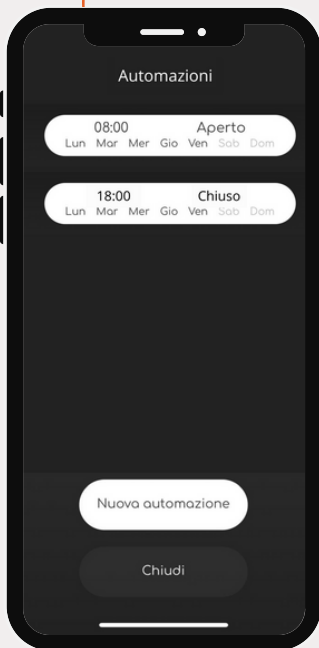 Automazioni
08:00 Aperto
Lun Mar Mer Gio Ven Sab Dom
18:00 Chiuso
Lun Mar Mer Gio Ven Sab Dom
Nuova automazione
Chiudi